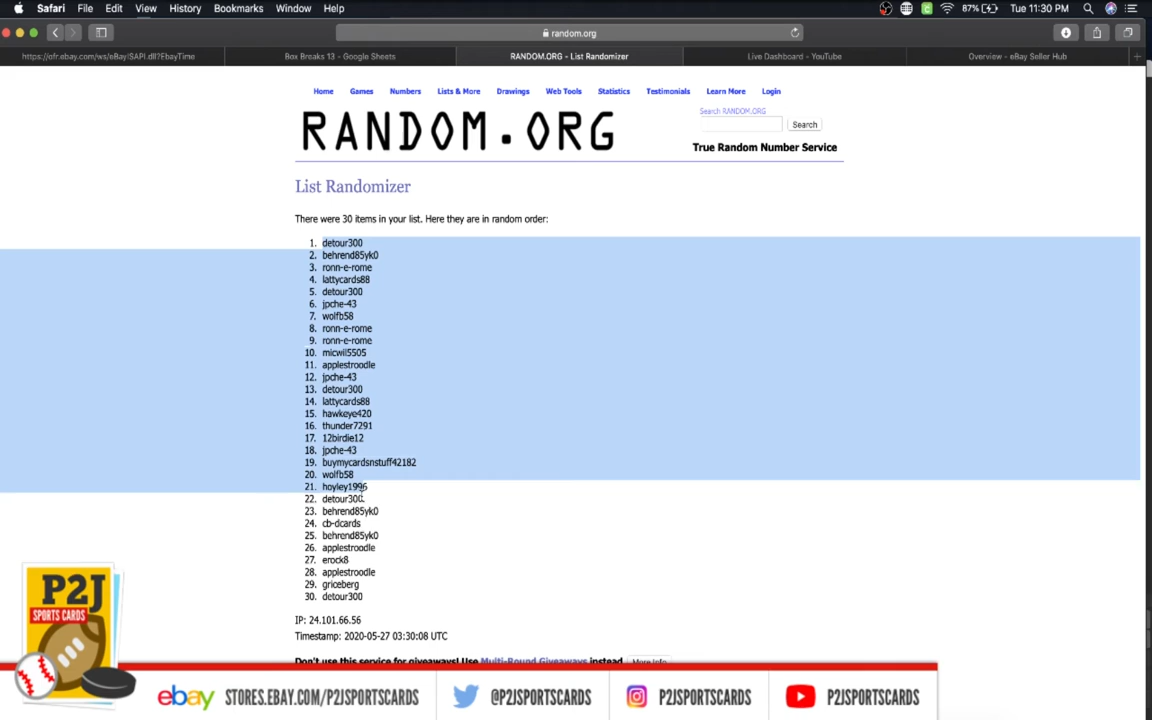 Safari File Edit View History Bookmarks Window Help 87% Tue 11:30 PM
random.org
https://ofr.ebay.com/ws/eBayISAPI.dll?EbayTime Box Breaks 13 - Google Sheets RANDOM.ORG - List Randomizer Live Dashboard - YouTube Overview - eBay Seller Hub
Home Games Numbers Lists & More Drawings Web Tools Statistics Testimonials Learn More Login
RANDOM.ORG
Search RANDOM.ORG
Search
True Random Number Service
List Randomizer
There were 30 items in your list. Here they are in random order:
1. detour300
2. behrend85yk0
3. ronn-e-rome
4. lattycards88
5. detour300
6. jpche-43
7. wolfb58
8. ronn-e-rome
9. ronn-e-rome
10. micwil5505
11. applestroodle
12. jpche-43
13. detour300
14. lattycards88
15. hawkeye420
16. thunder7291
17. 12birdie12
18. jpche-43
19. buymycardsnstuff42182
20. wolfb58
21. hoyley1996
22. detour300
23. behrend85yk0
24. cb-dcards
25. behrend85yk0
26. applestroodle
27. erock8
28. applestroodle
29. griceberg
30. detour300
IP: 24.101.66.56
Timestamp: 2020-05-27 03:30:08 UTC
Don't use this service for giveaways! Use Multi-Round Giveaways instead More Info
P2J
SPORTS CARDS
ebay STORES.EBAY.COM/P2JSPORTSCARDS @P2JSPORTSCARDS P2JSPORTSCARDS P2JSPORTSCARDS